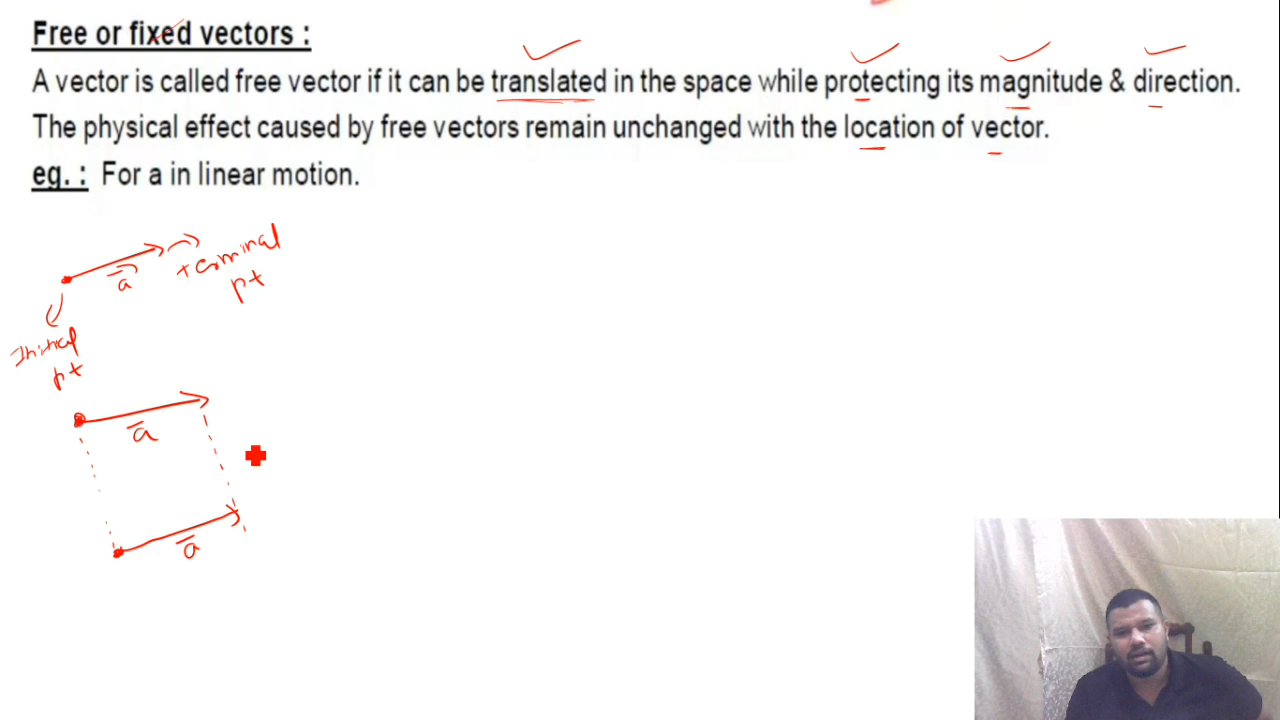 Free or fixed vectors :
A vector is called free vector if it can be translated in the space while protecting its magnitude & direction.
The physical effect caused by free vectors remain unchanged with the location of vector.
eg. : For a in linear motion.
a
terminal
pt
Initial
pt
a
a